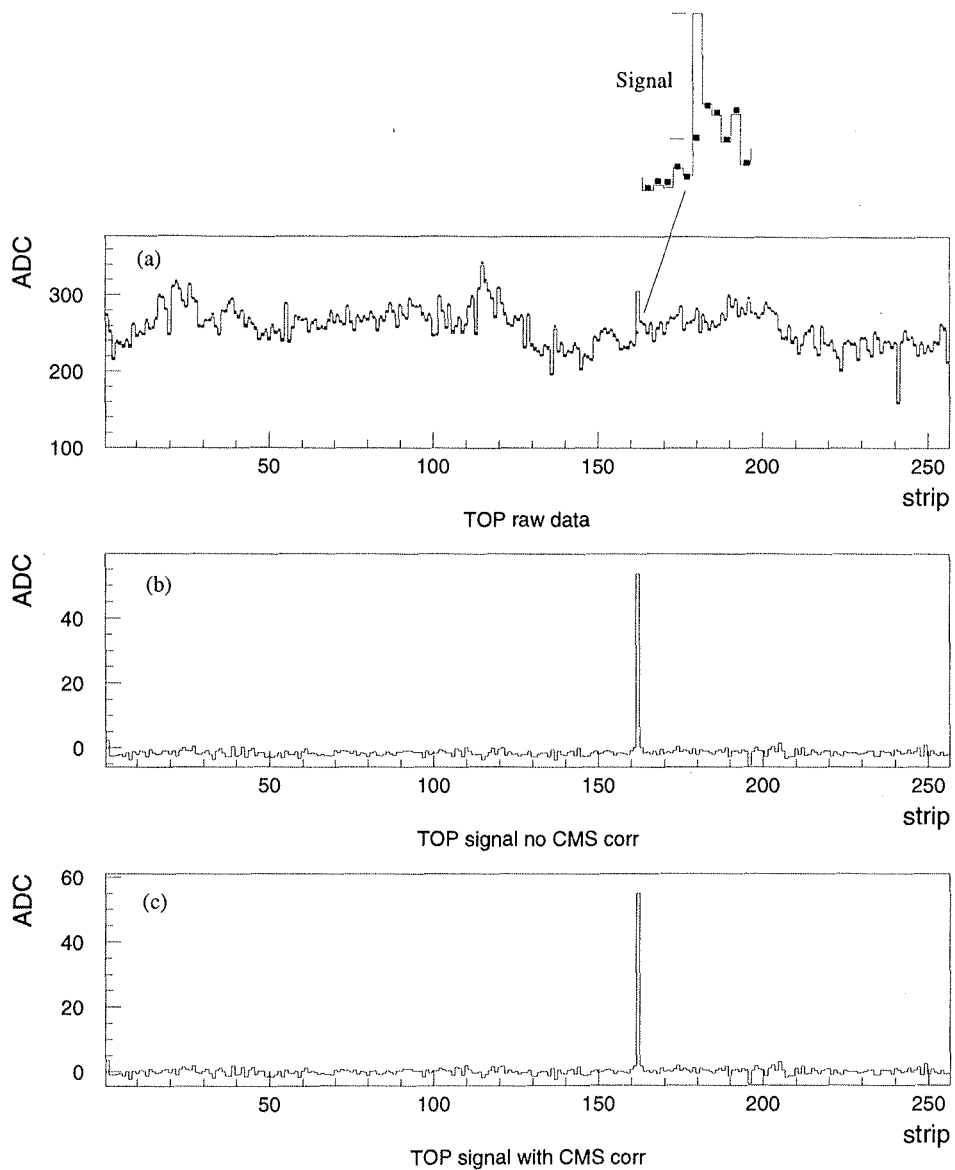 Signal
ADC
(a)
300
200
100
50
100
150
200
250
strip
TOP raw data
ADC
(b)
40
20
0
50
100
150
200
250
strip
TOP signal no CMS corr
ADC
(c)
60
40
20
0
50
100
150
200
250
strip
TOP signal with CMS corr